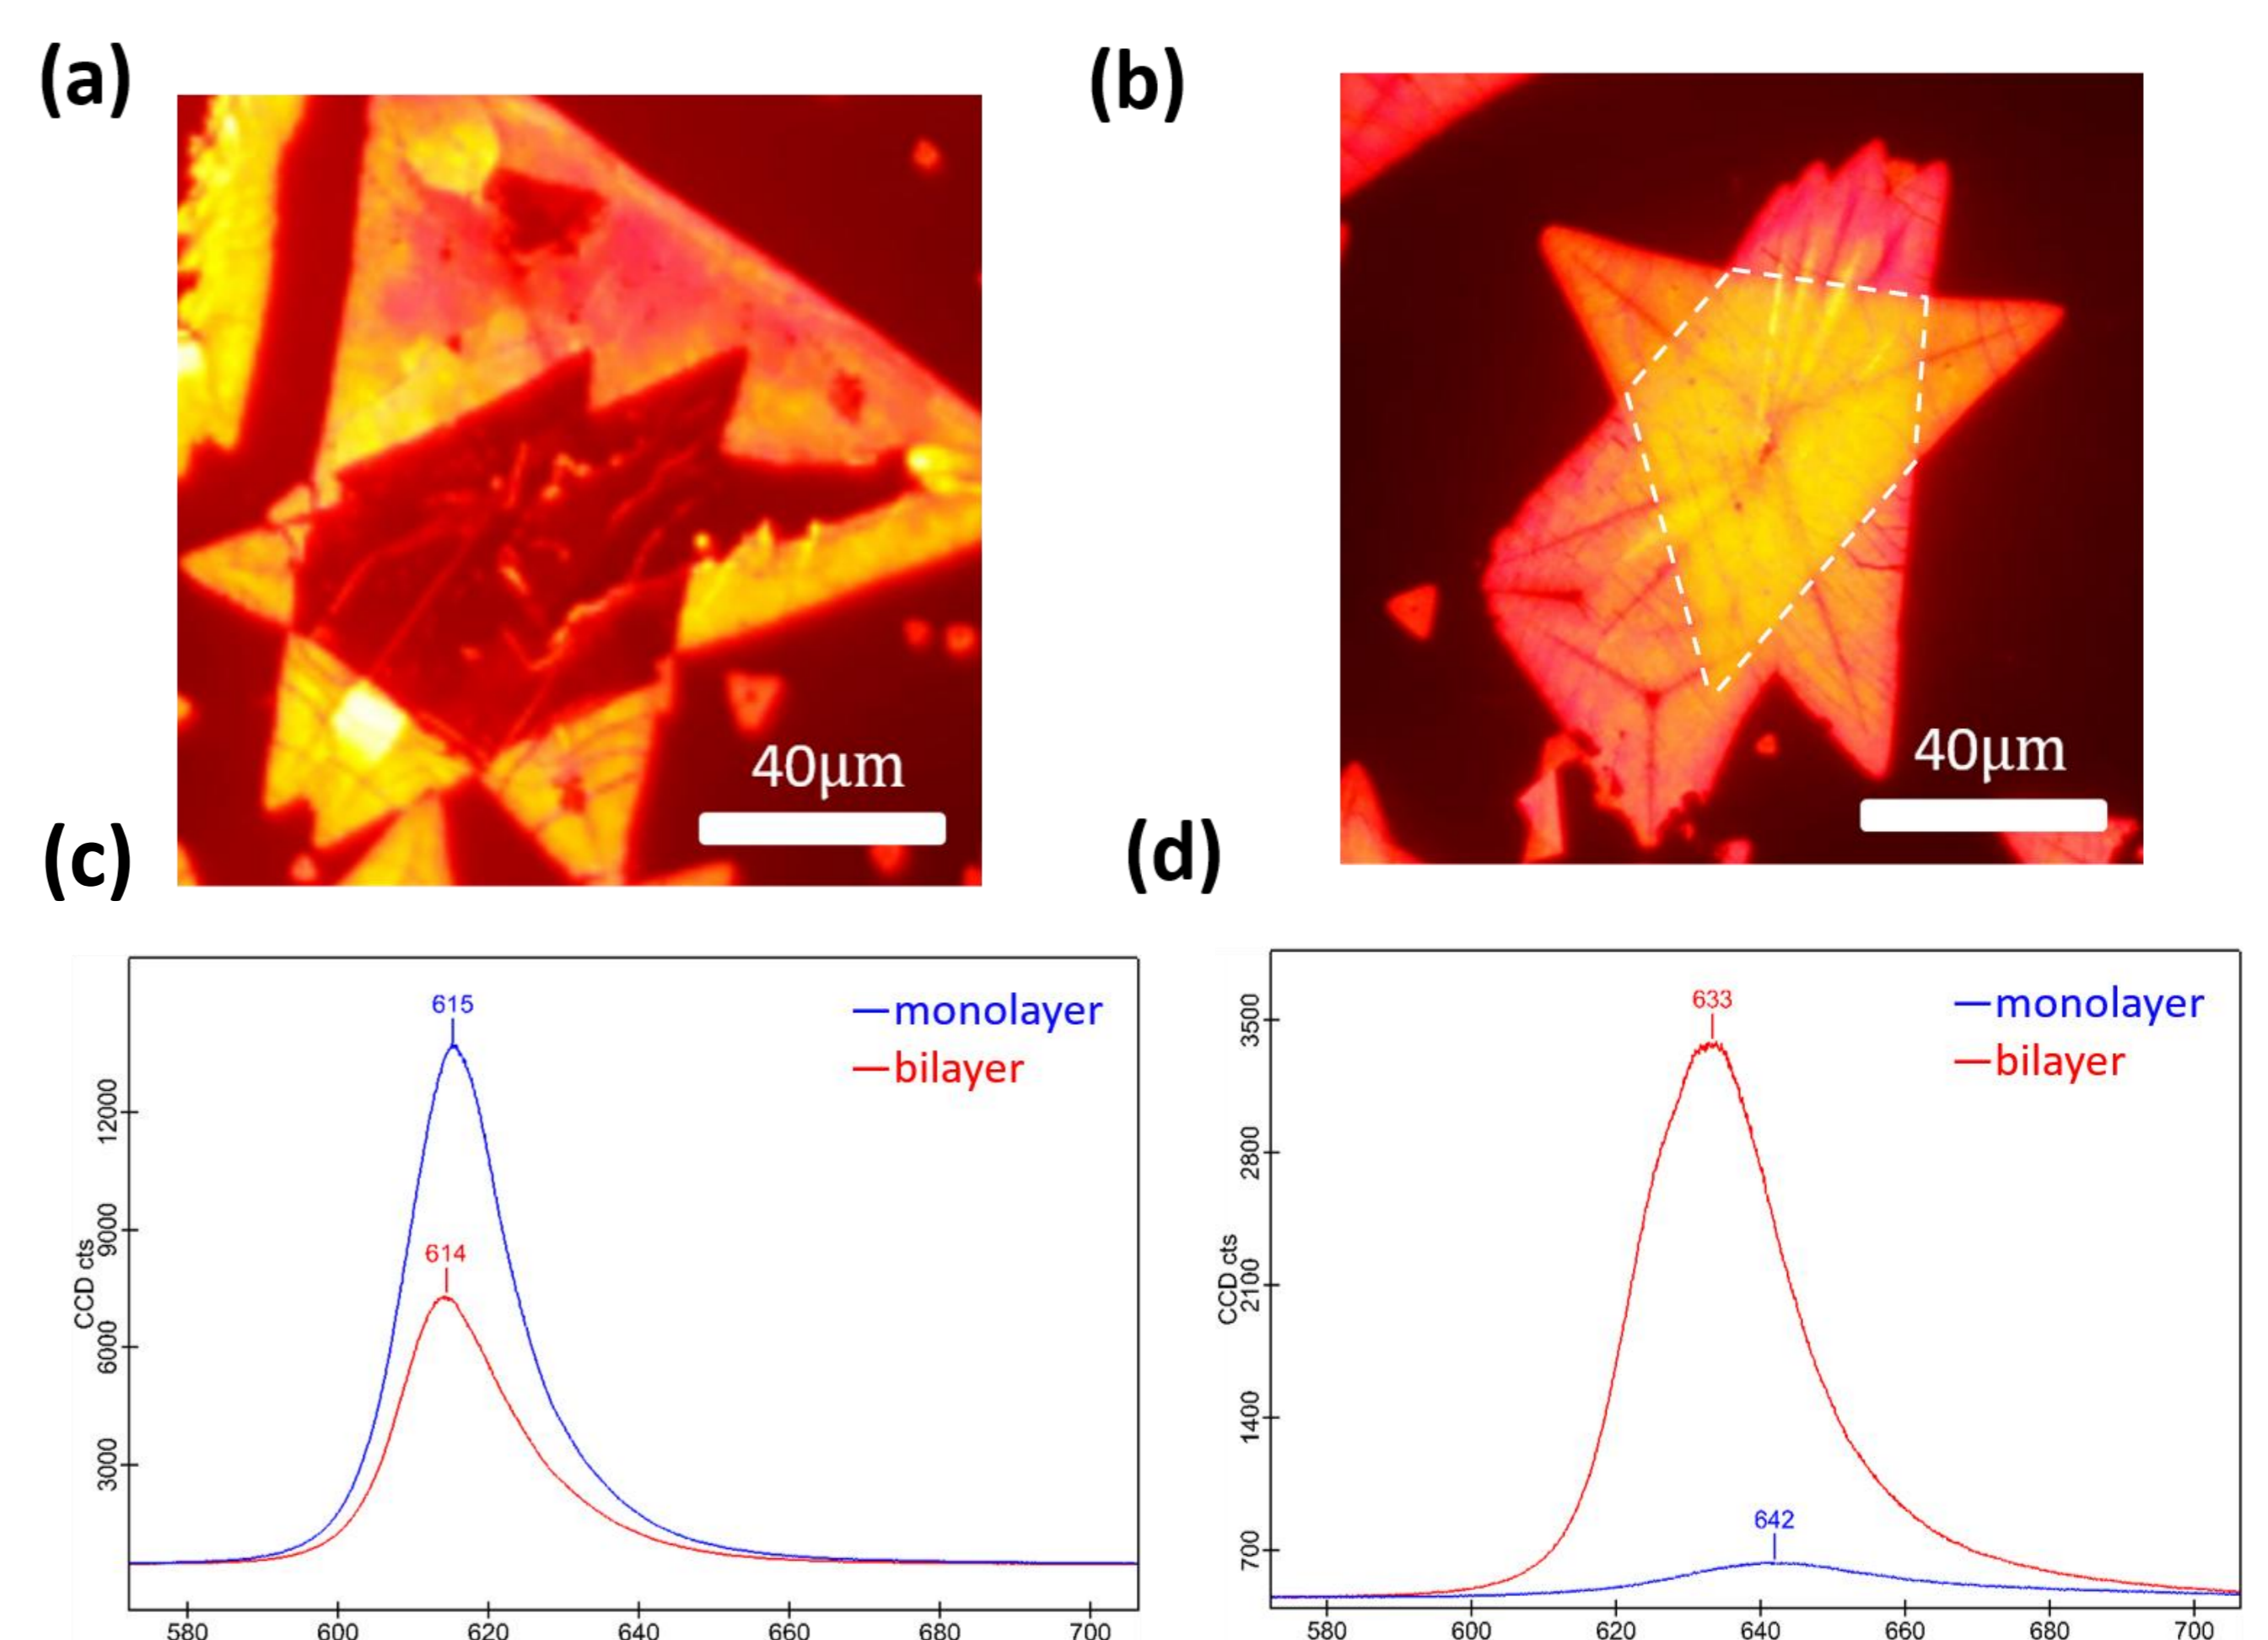 (a)
40μm
(b)
40μm
(c)
CCD cts
12000
9000
6000
3000
615
614
monolayer
bilayer
580 600 620 640 660 680 700
(d)
CCD cts
3500
2800
2100
1400
700
633
642
monolayer
bilayer
580 600 620 640 660 680 700